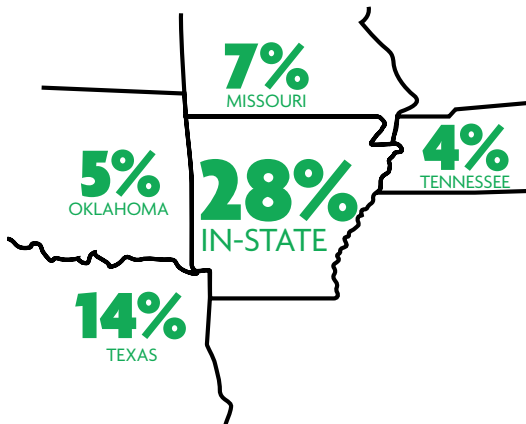 7%
MISSOURI
4%
TENNESSEE
5%
OKLAHOMA
28%
IN-STATE
14%
TEXAS